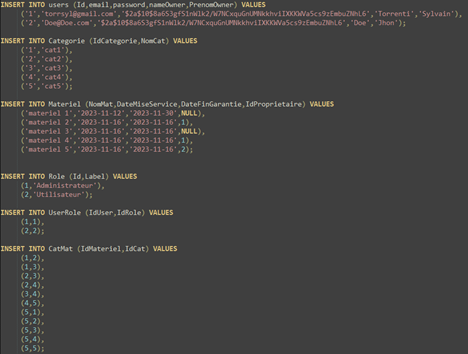 INSERT INTO users (Id,email,password,nameOwner,PrenomOwner) VALUES
('1','torrsyl@gmail.com','$2a$10$8a6S3gF51nWlk2/W7NCxquGnUMNkkhviIXKXWVa5cs9zEmbuZNhL6','Torrenti','Sylvain'),
('2','Doe@Doe.com','$2a$10$8a6S3gF51nWlk2/W7NCxquGnUMNkkhviIXKXWVa5cs9zEmbuZNhL6','Doe','Jhon');
INSERT INTO Categorie (IdCategorie,NomCat) VALUES
('1','cat1'),
('2','cat2'),
('3','cat3'),
('4','cat4'),
('5','cat5');
INSERT INTO Materiel (NomMat,DateMiseService,DateFinGarantie,IdProprietaire) VALUES
('materiel 1','2023-11-12','2023-11-30',NULL),
('materiel 2','2023-11-16','2023-11-16',1),
('materiel 3','2023-11-16','2023-11-16',NULL),
('materiel 4','2023-11-16','2023-11-16',1),
('materiel 5','2023-11-16','2023-11-16',2);
INSERT INTO Role (Id,Label) VALUES
(1,'Administrateur'),
(2,'Utilisateur');
INSERT INTO UserRole (IdUser,IdRole) VALUES
(1,1),
(2,2);
INSERT INTO CatMat (IdMateriel,IdCat) VALUES
(1,2),
(1,3),
(2,3),
(2,4),
(3,4),
(4,5),
(5,1),
(5,2),
(5,3),
(5,4),
(5,5);